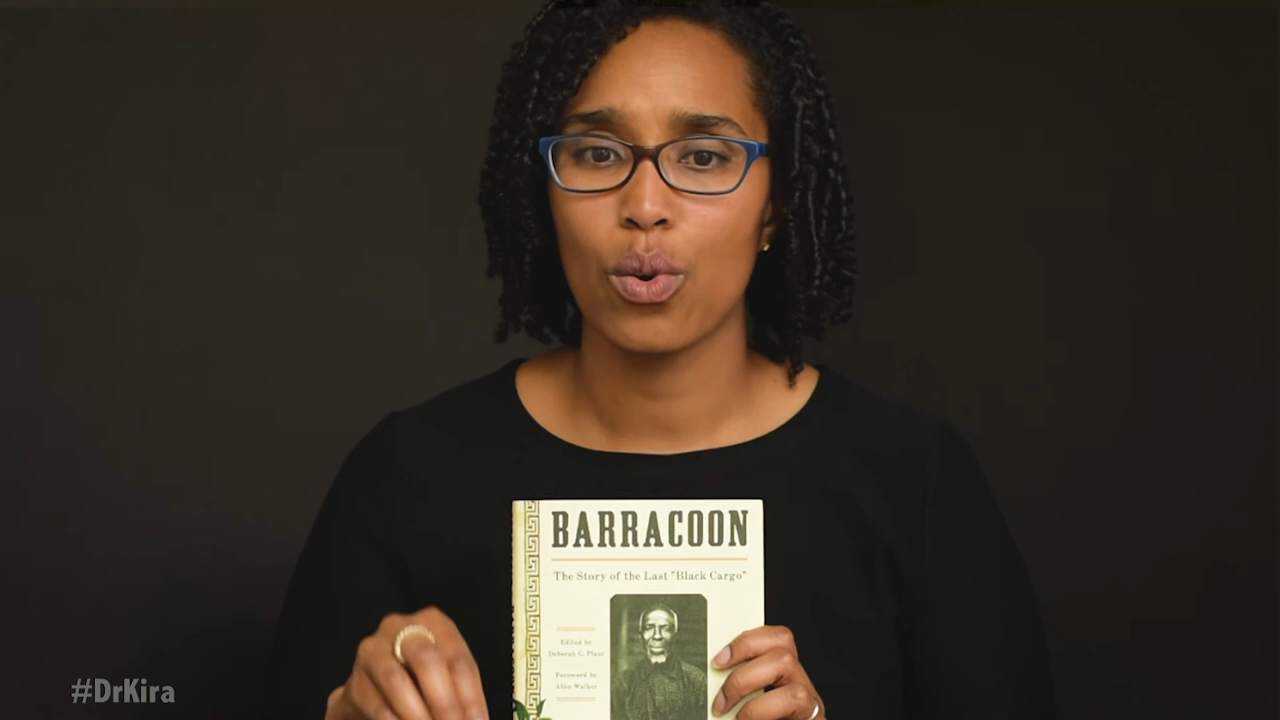 BARRACOON
The Story of the Last "Black Cargo"
Edited by
Deborah G. Plant
Foreword by
Alice Walker
#DrKira